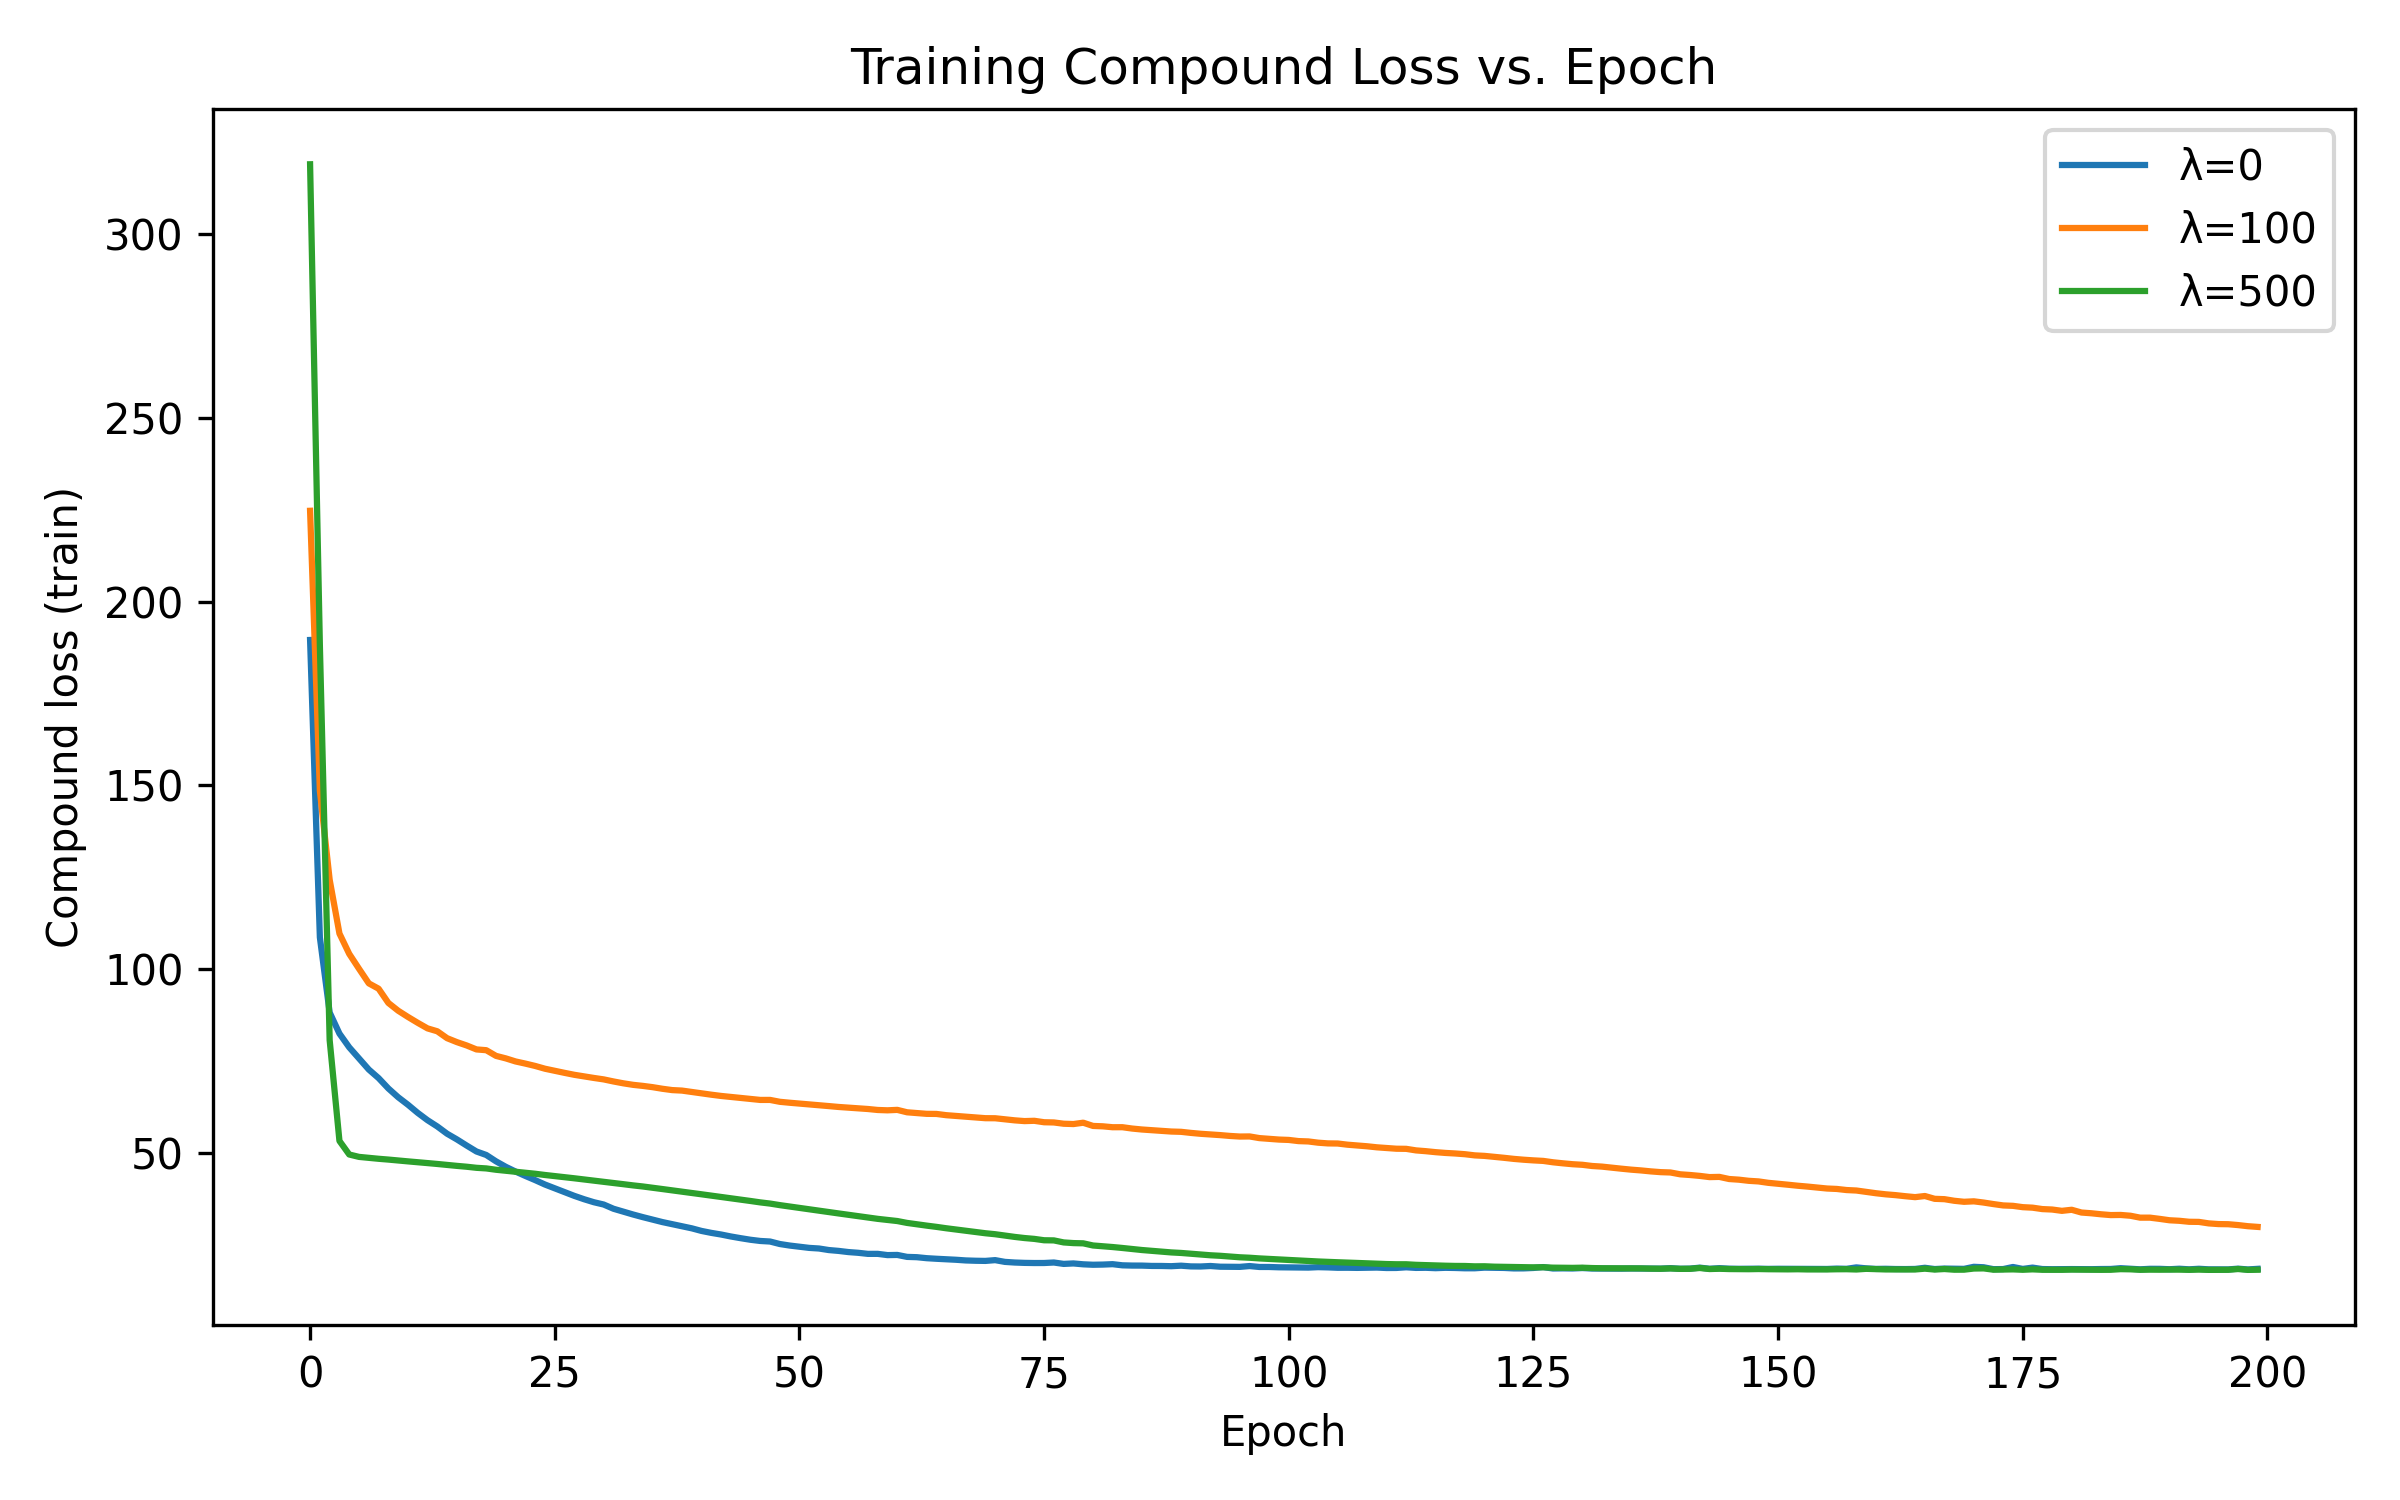 Training Compound Loss vs. Epoch
λ=0
λ=100
λ=500
300
250
200
150
100
50
Compound loss (train)
0 25 50 75 100 125 150 175 200
Epoch